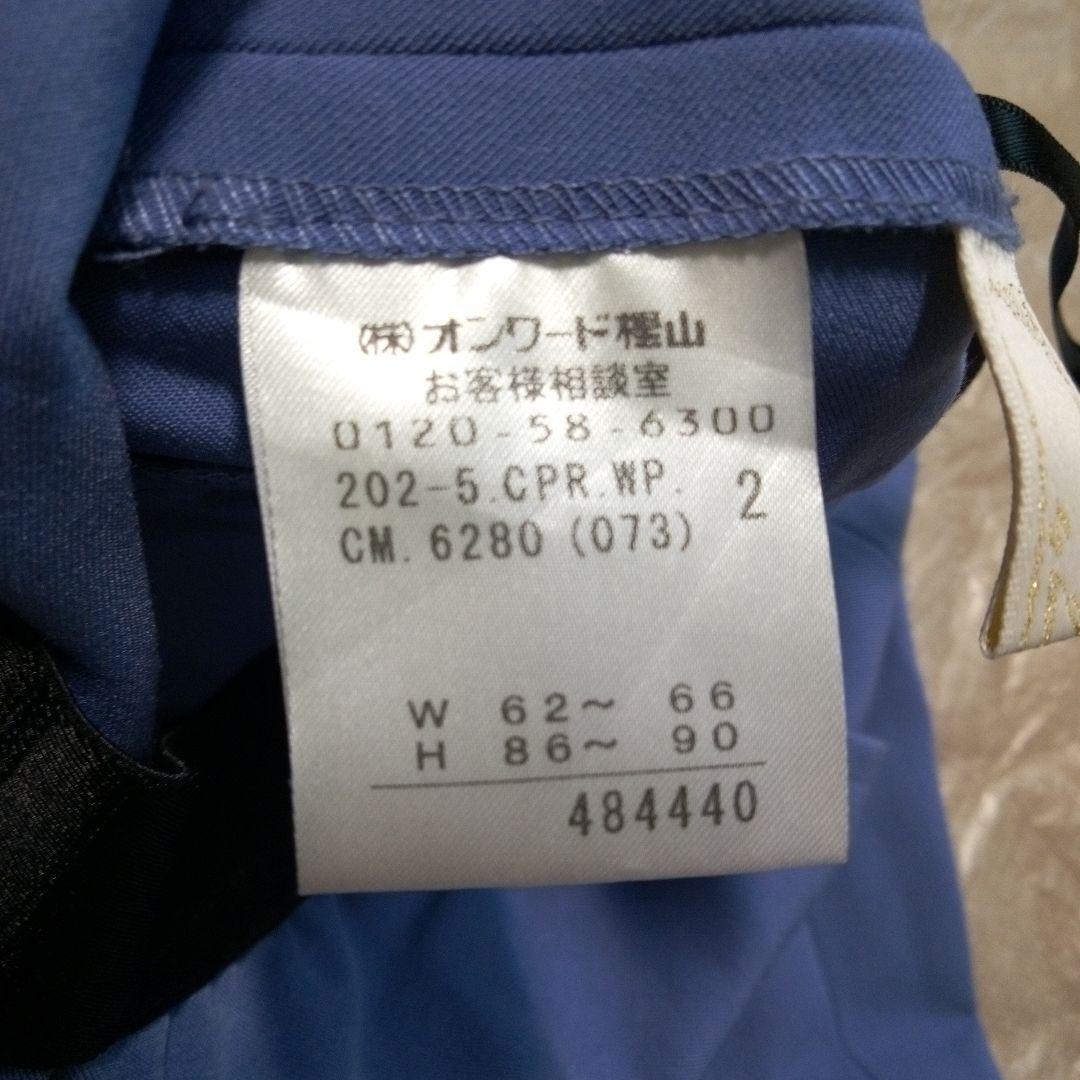 ㈱オンワード樫山
お客様相談室
0120-58-6300
202-5.CPR.WP. 2
CM.6280 (073)
W 62~ 66
H 86~ 90
484440